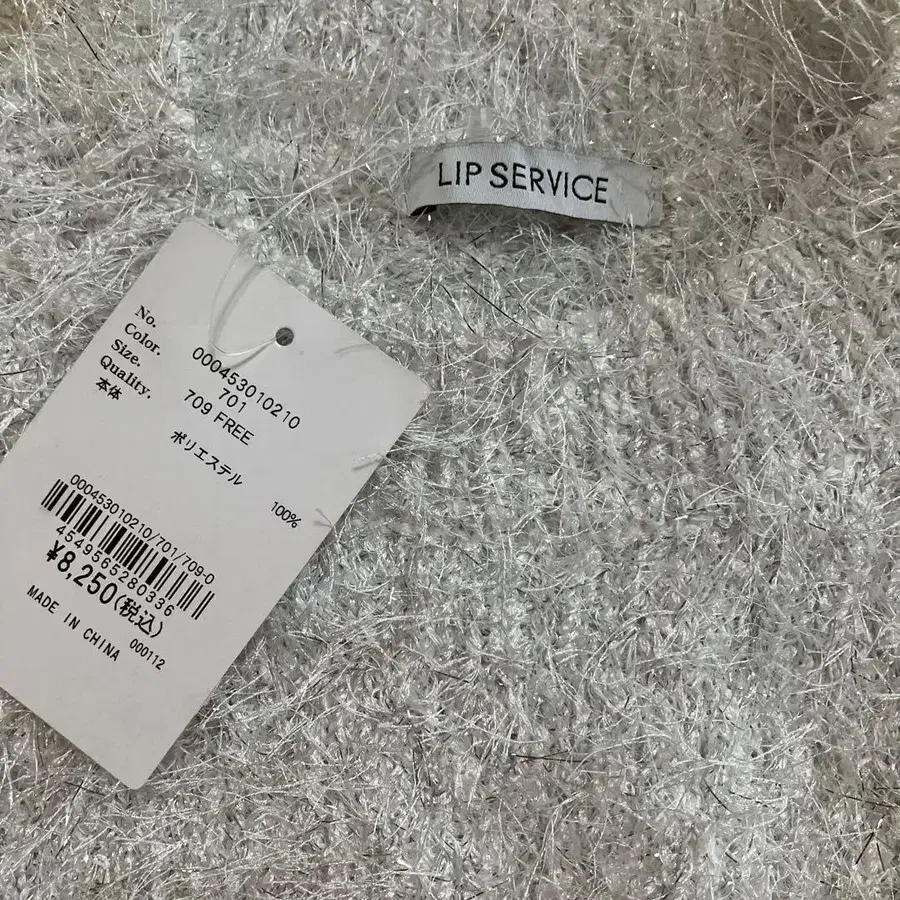 LIP SERVICE
No. 000453010210
Color. 701
Size. 709 FREE
Quality.
本体 ポリエステル 100%
000453010210/701/709-0
4549565280336
¥8,250(税込)
MADE IN CHINA 000112